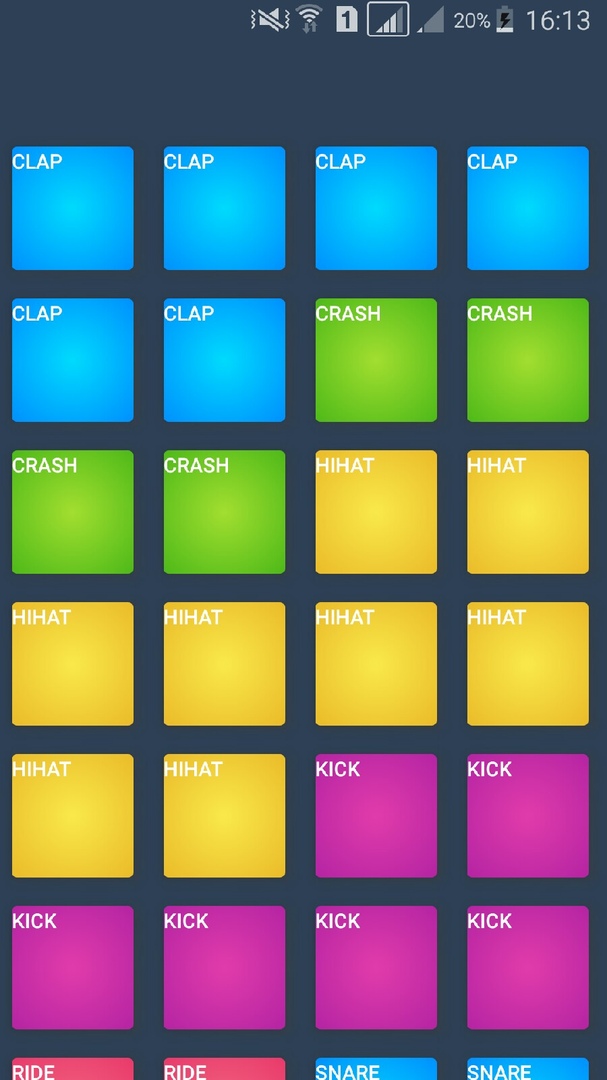 1 20% 16:13
CLAP CLAP CLAP CLAP
CLAP CLAP CRASH CRASH
CRASH CRASH HIHAT HIHAT
HIHAT HIHAT HIHAT HIHAT
HIHAT HIHAT KICK KICK
KICK KICK KICK KICK
RIDE RIDE SNARE SNARE